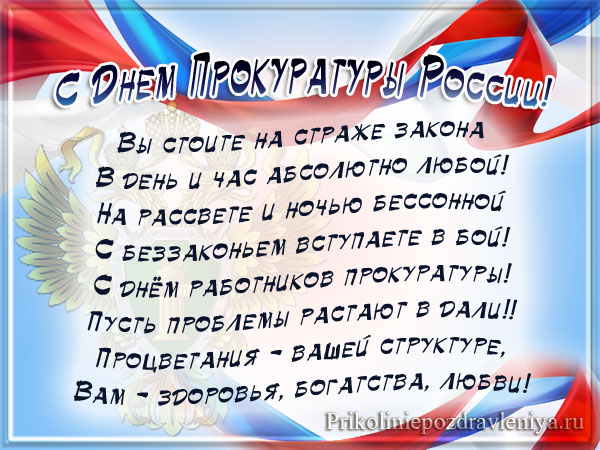 С Днем Прокуратуры России!
Вы стоите на страже закона
В день и час абсолютно любой!
На рассвете и ночью бессонной
С беззаконьем вступаете в бой!
С днём работников прокуратуры!
Пусть проблемы растают в дали!!
Процветания - вашей структуре,
Вам - здоровья, богатства, любви!
Prikoliniepozdravleniya.ru